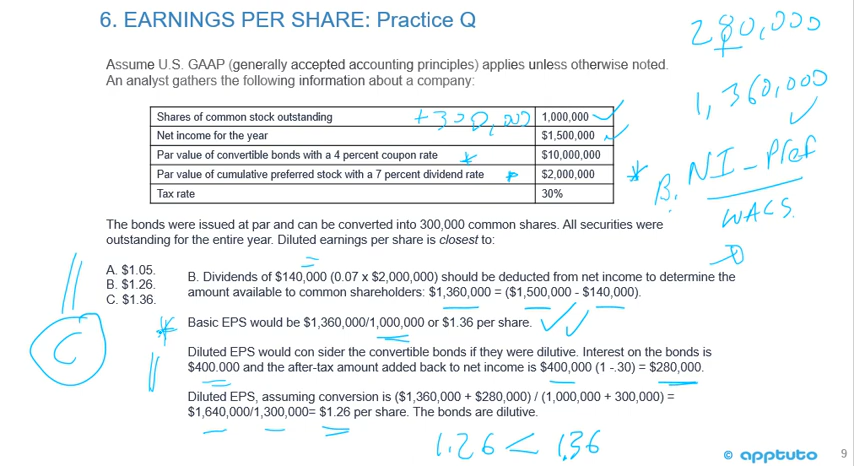 6. EARNINGS PER SHARE: Practice Q
280,000
Assume U.S. GAAP (generally accepted accounting principles) applies unless otherwise noted.
An analyst gathers the following information about a company:
1,360,000
Shares of common stock outstanding +300,000 1,000,000
Net income for the year $1,500,000
Par value of convertible bonds with a 4 percent coupon rate $10,000,000
Par value of cumulative preferred stock with a 7 percent dividend rate $2,000,000
Tax rate 30%
B. NI - Pref
WACS.
The bonds were issued at par and can be converted into 300,000 common shares. All securities were
outstanding for the entire year. Diluted earnings per share is closest to:
A. $1.05.
B. $1.26.
C. $1.36.
B. Dividends of $140,000 (0.07 x $2,000,000) should be deducted from net income to determine the
amount available to common shareholders: $1,360,000 = ($1,500,000 - $140,000).
C
Basic EPS would be $1,360,000/1,000,000 or $1.36 per share.
Diluted EPS would con sider the convertible bonds if they were dilutive. Interest on the bonds is
$400.000 and the after-tax amount added back to net income is $400,000 (1 -.30) = $280,000.
Diluted EPS, assuming conversion is ($1,360,000 + $280,000) / (1,000,000 + 300,000) =
$1,640,000/1,300,000= $1.26 per share. The bonds are dilutive.
1.26 < 1.36
© apptuto 9